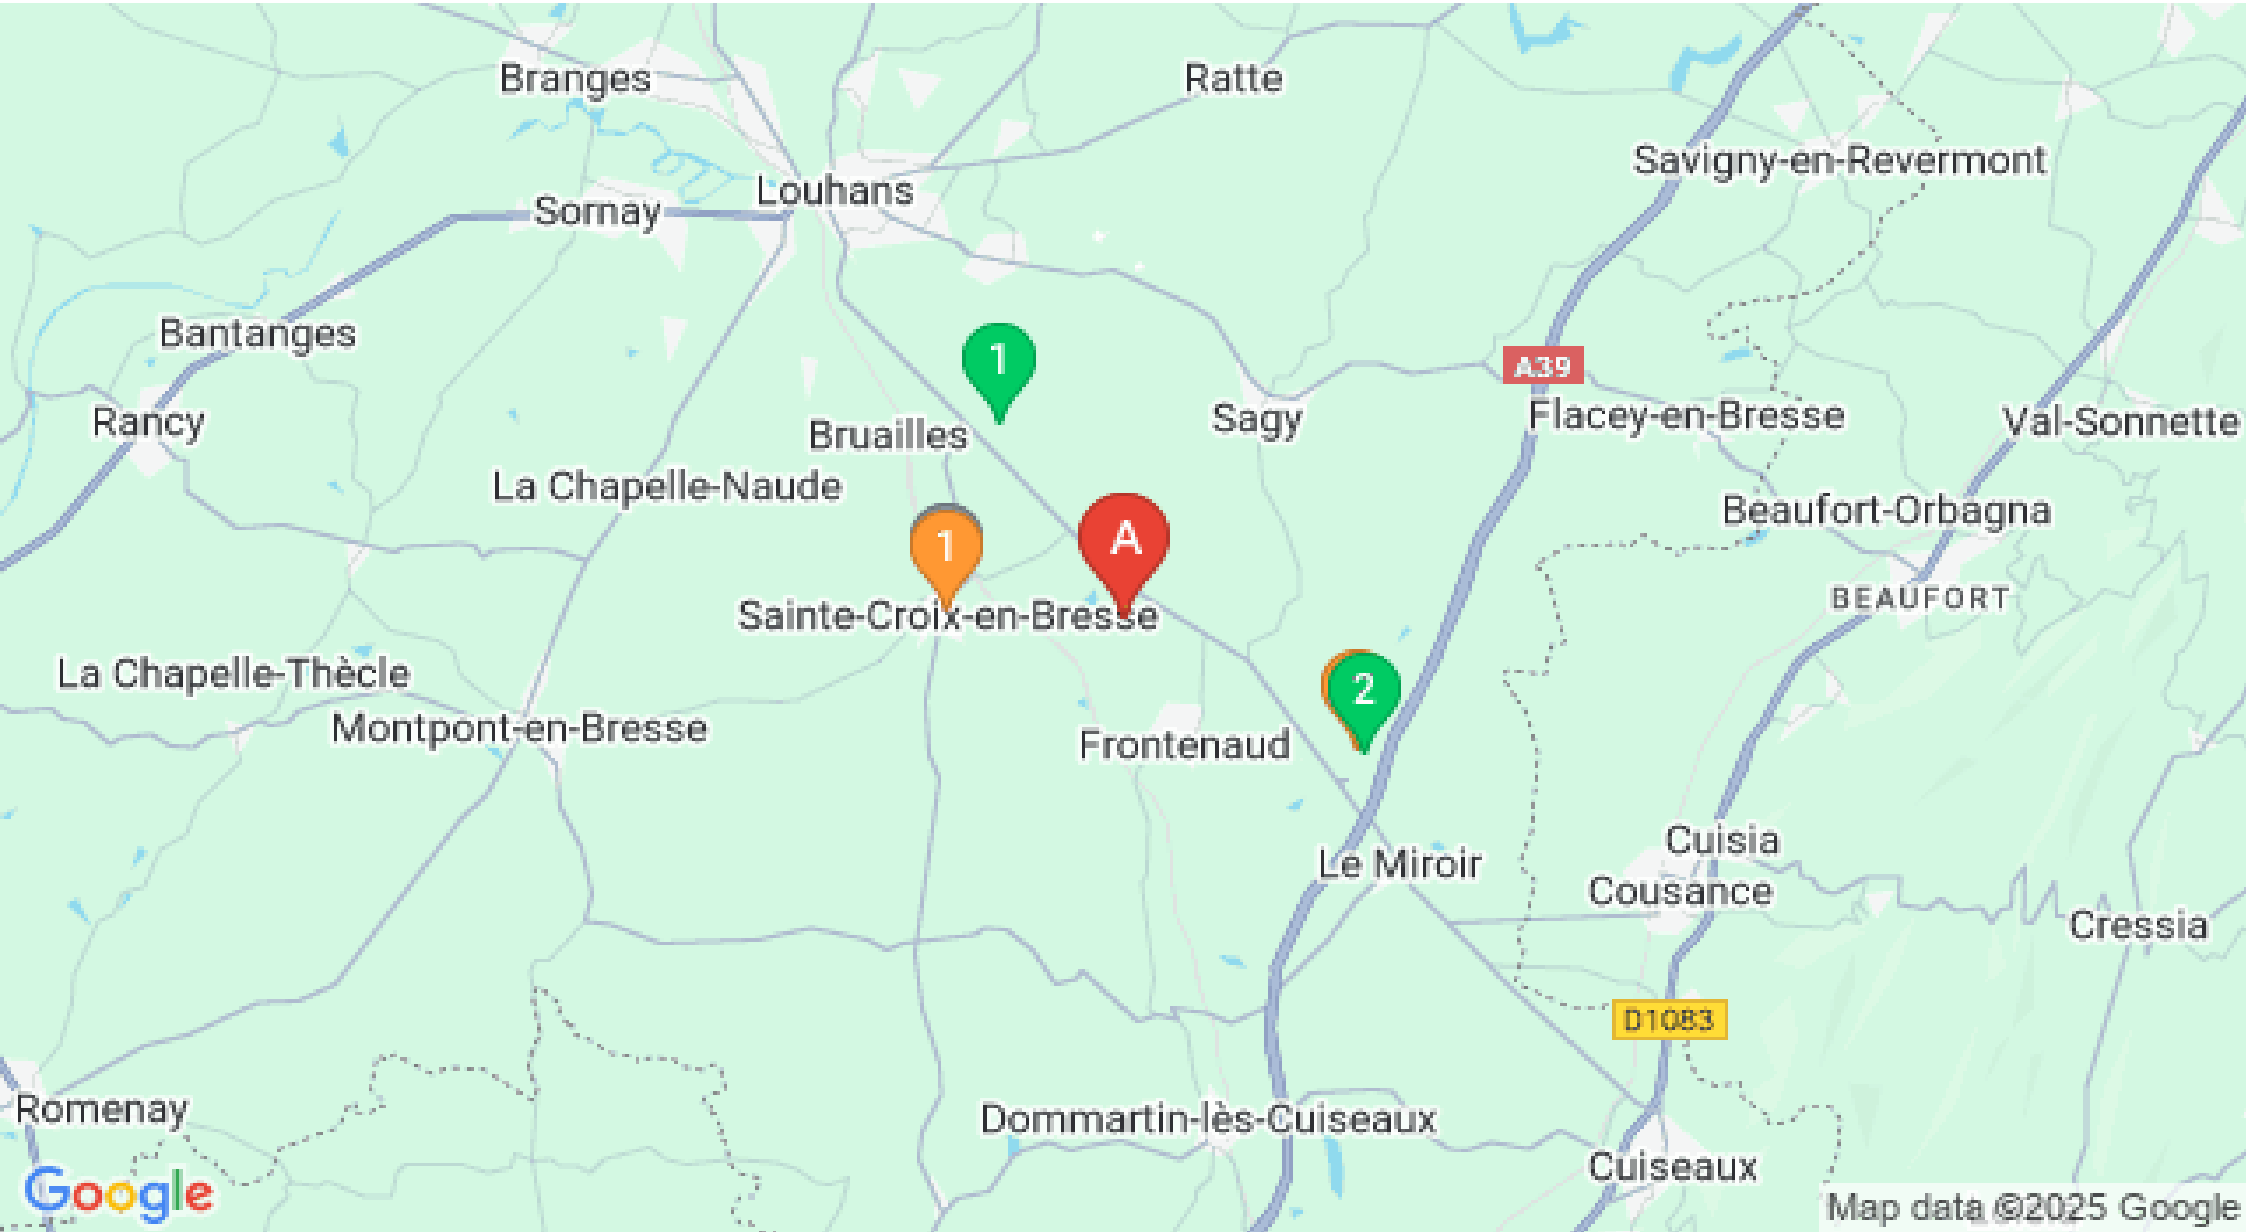 Branges
Ratte
Savigny-en-Revermont
Louhans
Sornay
Bantanges
1
A39
Rancy
Bruailles
Sagy
Flacey-en-Bresse
Val-Sonnette
La Chapelle-Naude
Beaufort-Orbagna
1
A
BEAUFORT
Sainte-Croix-en-Bresse
La Chapelle-Thècle
2
Montpont-en-Bresse
Frontenaud
Cuisia
Le Miroir
Cousance
Cressia
D1083
Romenay
Dommartin-lès-Cuiseaux
Cuiseaux
Google
Map data ©2025 Google